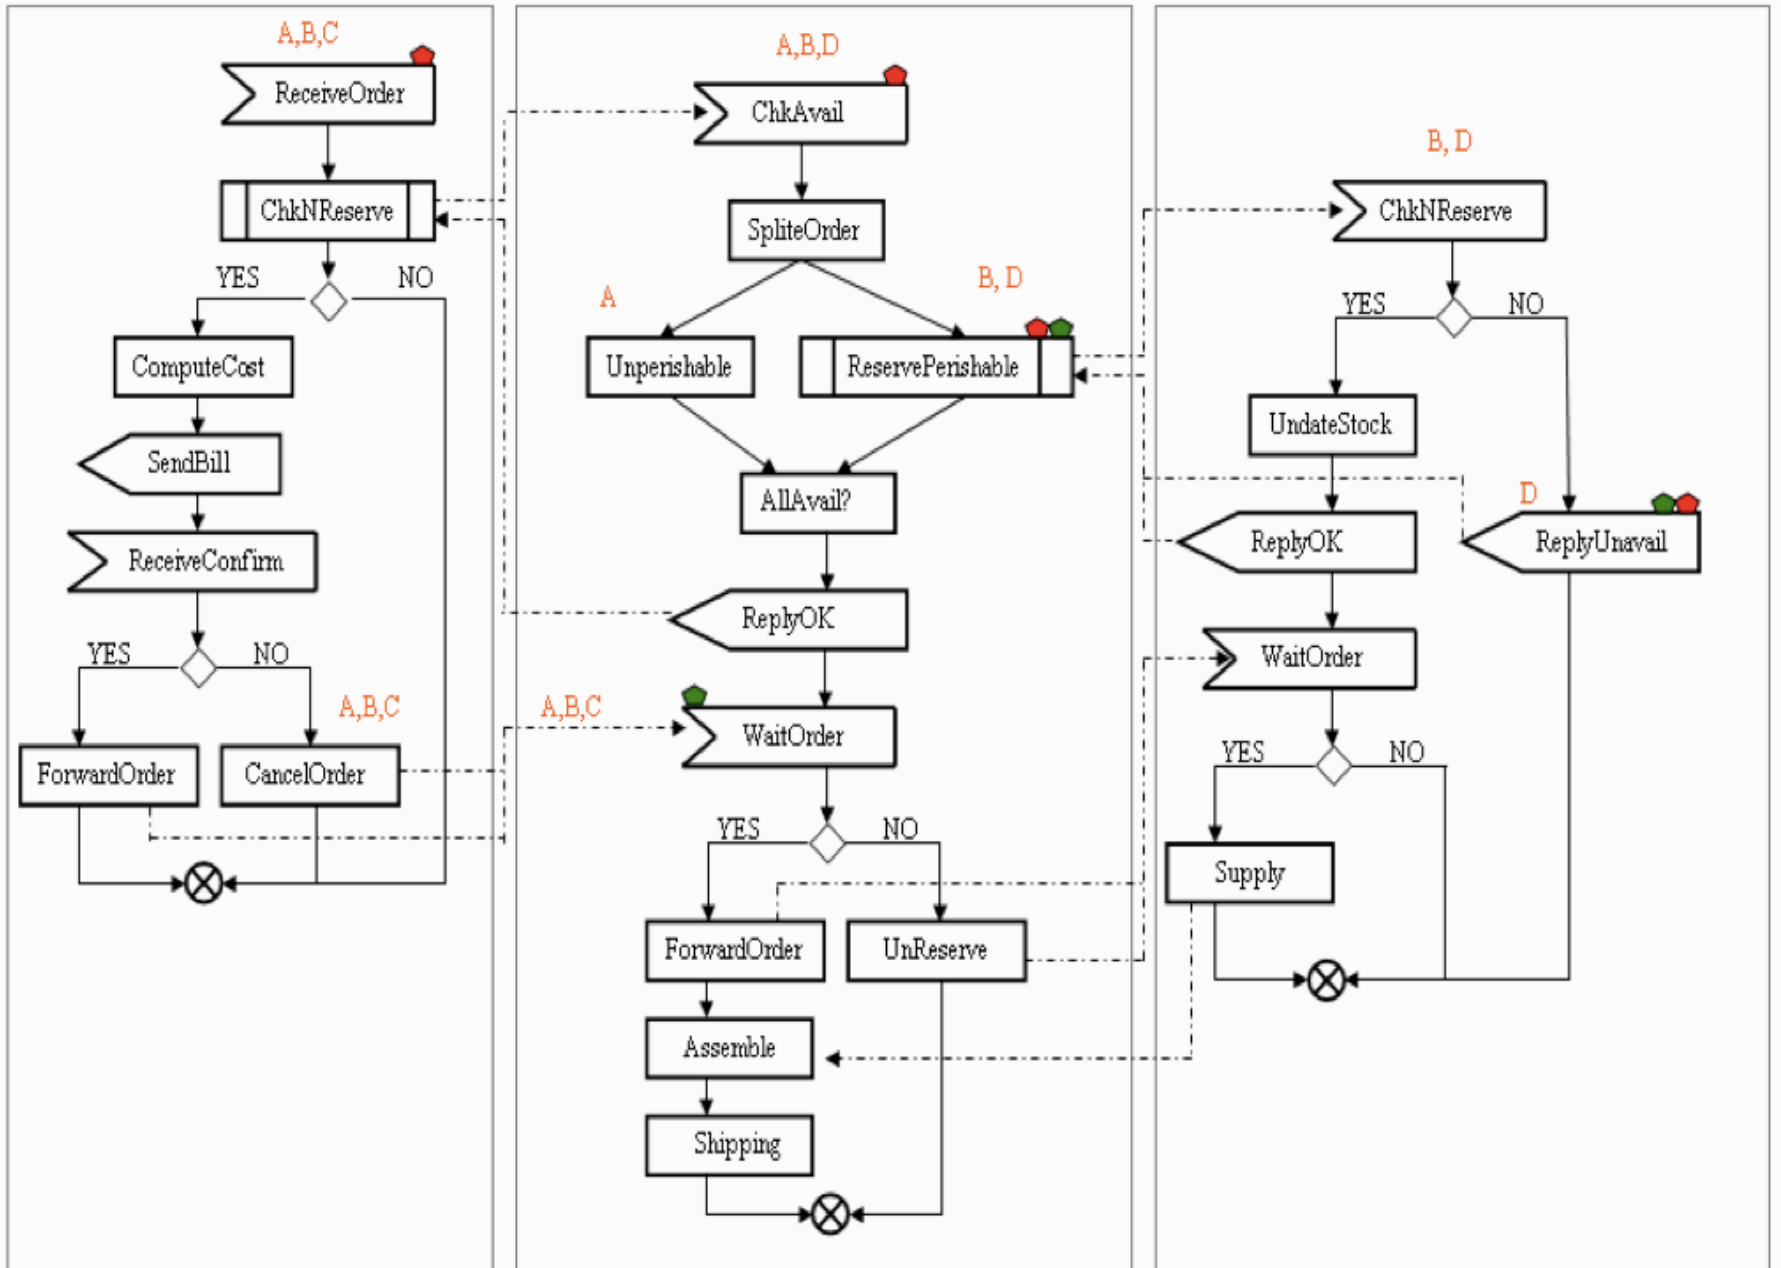 A,B,C
ReceiveOrder
ChkNReserve
YES
NO
ComputeCost
SendBill
ReceiveConfirm
YES
NO
A,B,C
ForwardOrder
CancelOrder
A,B,D
ChkAvail
SpliteOrder
A
B, D
Unperishable
ReservePerishable
AllAvail?
ReplyOK
A,B,C
WaitOrder
YES
NO
ForwardOrder
UnReserve
Assemble
Shipping
B, D
ChkNReserve
YES
NO
UndateStock
D
ReplyOK
ReplyUnavail
WaitOrder
YES
NO
Supply